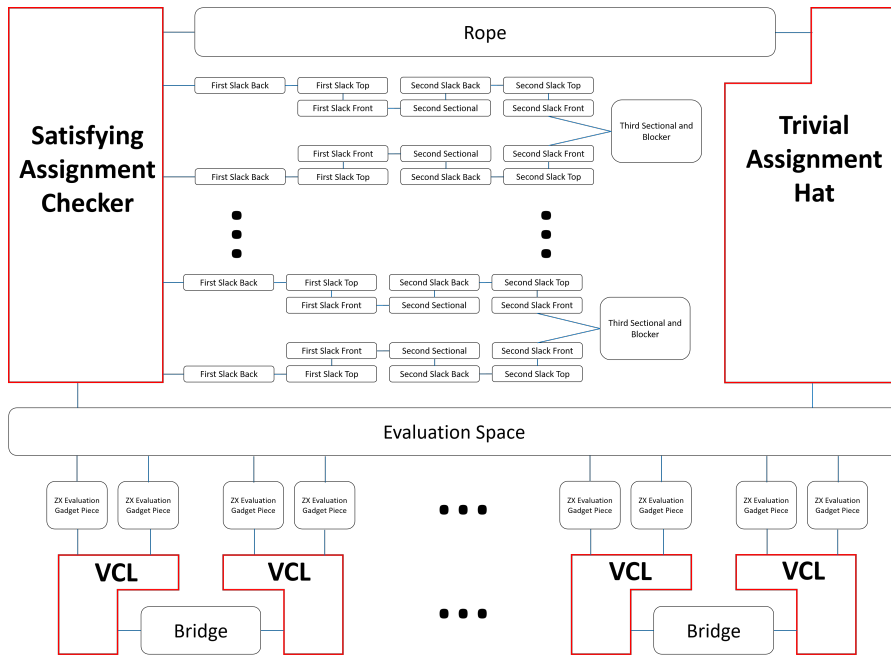 Rope
First Slack Back First Slack Top Second Slack Back Second Slack Top
First Slack Front Second Sectional Second Slack Front
Third Sectional and
Blocker
Satisfying
Assignment
Checker
Trivial
Assignment
Hat
First Slack Front Second Sectional Second Slack Front
First Slack Back First Slack Top Second Slack Back Second Slack Top
First Slack Back First Slack Top Second Slack Back Second Slack Top
First Slack Front Second Sectional Second Slack Front
Third Sectional and
Blocker
First Slack Front Second Sectional Second Slack Front
First Slack Back First Slack Top Second Slack Back Second Slack Top
Evaluation Space
ZX Evaluation
Gadget Piece
ZX Evaluation
Gadget Piece
ZX Evaluation
Gadget Piece
ZX Evaluation
Gadget Piece
ZX Evaluation
Gadget Piece
ZX Evaluation
Gadget Piece
ZX Evaluation
Gadget Piece
ZX Evaluation
Gadget Piece
VCL VCL VCL VCL
Bridge Bridge